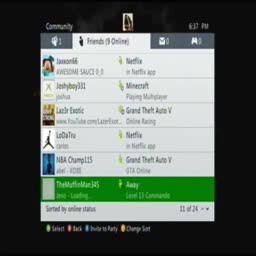 Community
6:37 PM
1
Friends (9 Online)
0
0
Jaxxon66
Netflix
AWESOME SAUCE 0_0
in Netflix app
Joshyboy331
Minecraft
joshua
Playing Multiplayer
Laz3r Exotic
Grand Theft Auto V
www.YouTube.com/LazerExot...
Online Racing
LoDaTru
Netflix
carlos
in Netflix app
NBA Champ115
Grand Theft Auto V
abel - KOBE
GTA Online
TheMuffinMan345
Away
Jeno - Loading...
Level 13 Commando
Sorted by online status
11 of 24
A Select
B Back
X Invite to Party
Y Change Sort